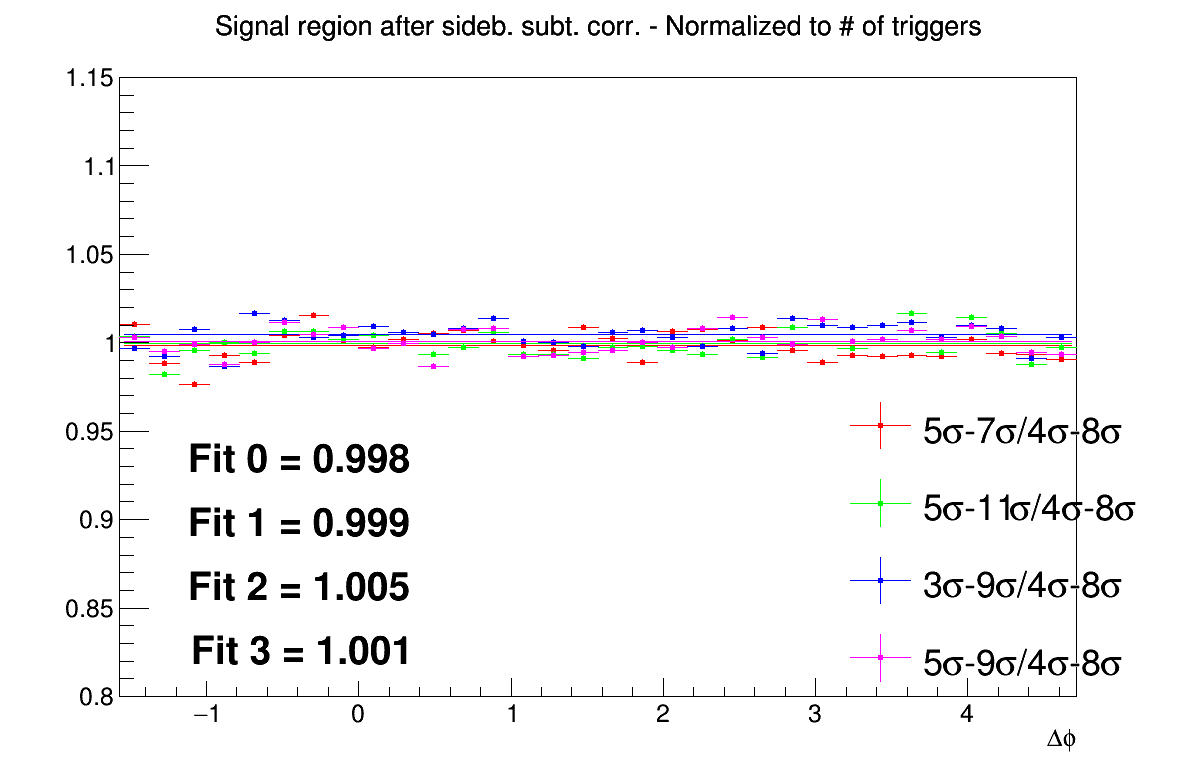 Signal region after sideb. subt. corr. - Normalized to # of triggers
1.15
1.1
1.05
1
0.95
0.9
0.85
0.8
Fit 0 = 0.998
Fit 1 = 0.999
Fit 2 = 1.005
Fit 3 = 1.001
5σ-7σ/4σ-8σ
5σ-11σ/4σ-8σ
3σ-9σ/4σ-8σ
5σ-9σ/4σ-8σ
−1 0 1 2 3 4
Δϕ